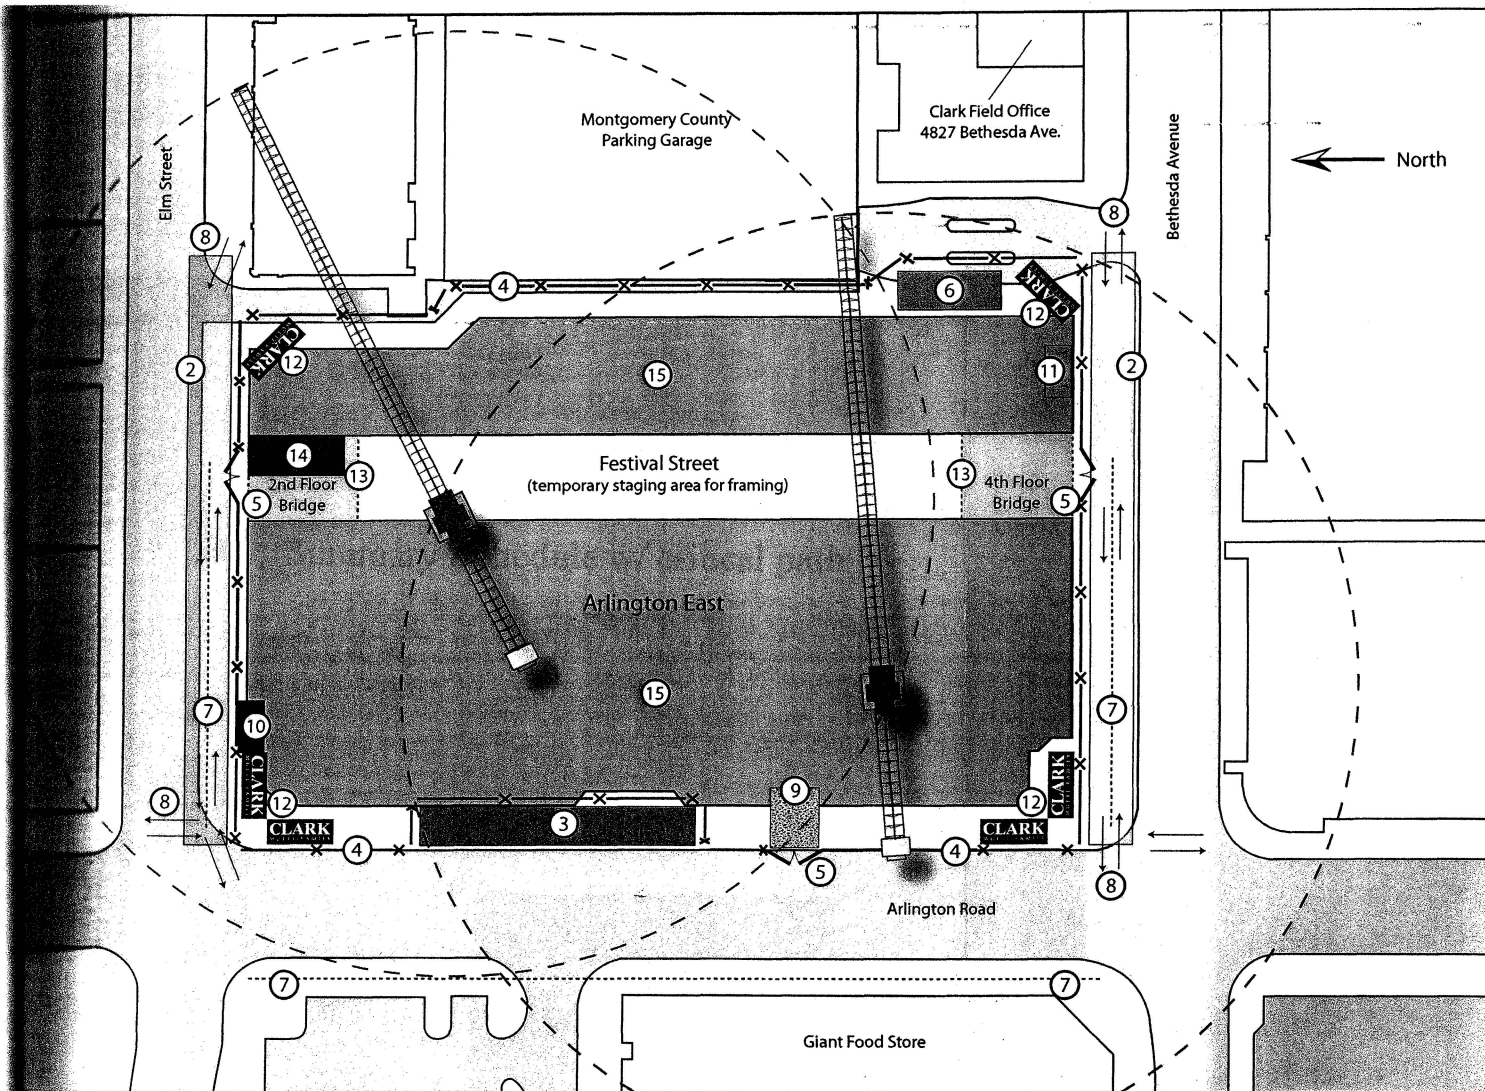 Montgomery County
Parking Garage
Clark Field Office
4827 Bethesda Ave.
Elm Street
Bethesda Avenue
North
8
8
4
6
CLARK
12
CLARK
12
2
15
11
2
14
13
2nd Floor
Bridge
5
Festival Street
(temporary staging area for framing)
13
4th Floor
Bridge
5
Arlington East
15
7
10
7
CLARK
12
8
CLARK
4
3
9
5
12
CLARK
CLARK
4
8
Arlington Road
7
7
Giant Food Store